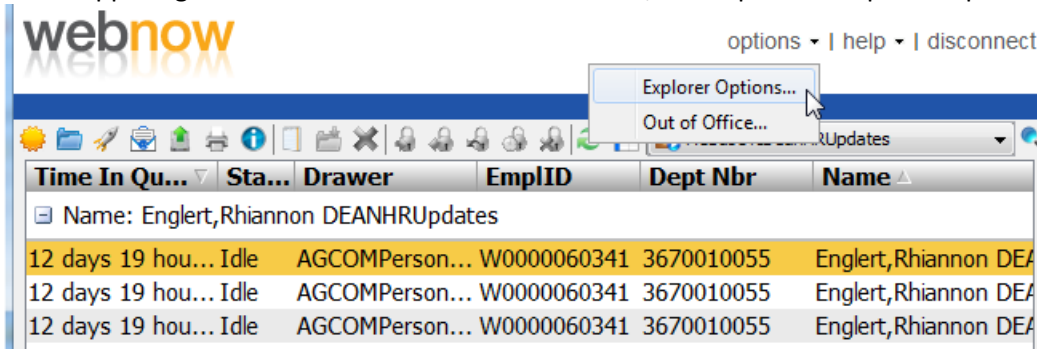 webnow
options | help | disconnect
Explorer Options...
Out of Office...
Updates
Time In Qu... Sta... Drawer EmplID Dept Nbr Name
Name: Englert,Rhiannon DEANHRUpdates
12 days 19 hou... Idle AGCOMPerson... W0000060341 3670010055 Englert,Rhiannon DEA
12 days 19 hou... Idle AGCOMPerson... W0000060341 3670010055 Englert,Rhiannon DEA
12 days 19 hou... Idle AGCOMPerson... W0000060341 3670010055 Englert,Rhiannon DEA